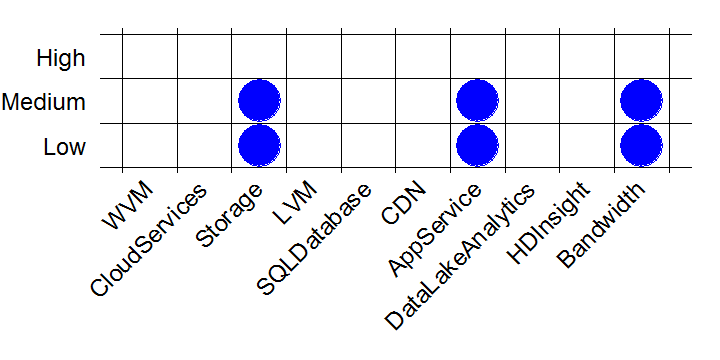 High
Medium
Low
WVM
CloudServices
Storage
LVM
SQLDatabase
CDN
AppService
DataLakeAnalytics
HDInsight
Bandwidth